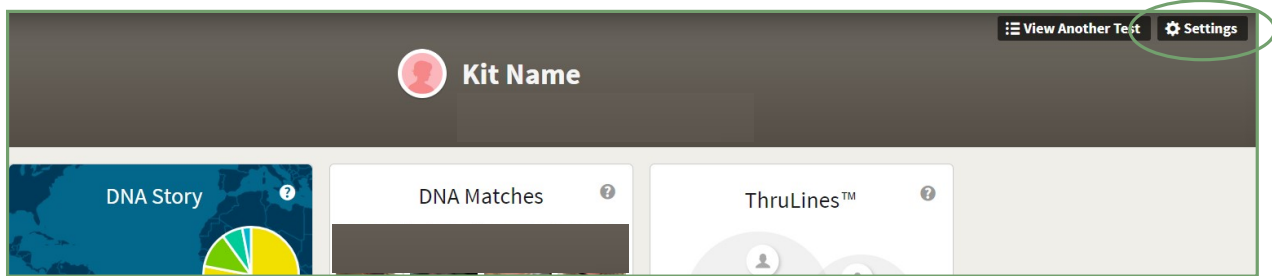 View Another Test
Settings
Kit Name
DNA Story ?
DNA Matches ?
ThruLines™ ?